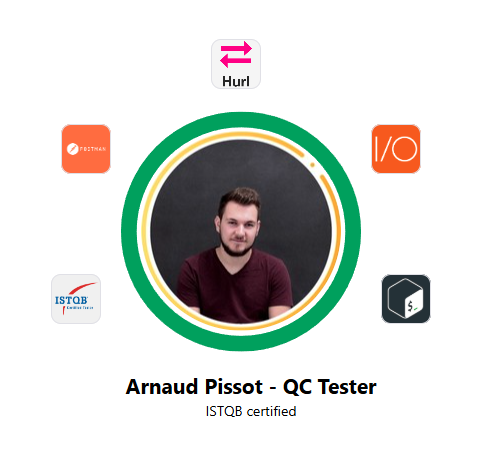 Hurl
POSTMAN
I/O
ISTQB
$_
Arnaud Pissot - QC Tester
ISTQB certified